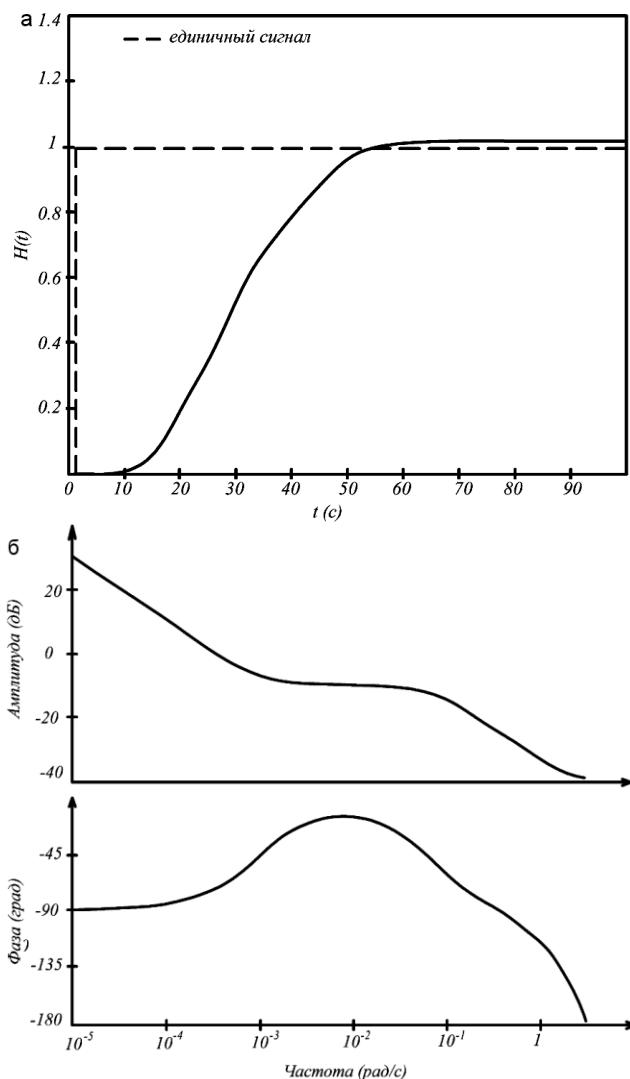 а
1.4
единичный сигнал
1.2
1
0.8
H(t)
0.6
0.4
0.2
0 10 20 30 40 50 60 70 80 90
t (с)
б
20
0
-20
-40
Амплитуда (дБ)
-45
-90
-135
-180
Фаза (град)
10-5 10-4 10-3 10-2 10-1 1
Частота (рад/с)